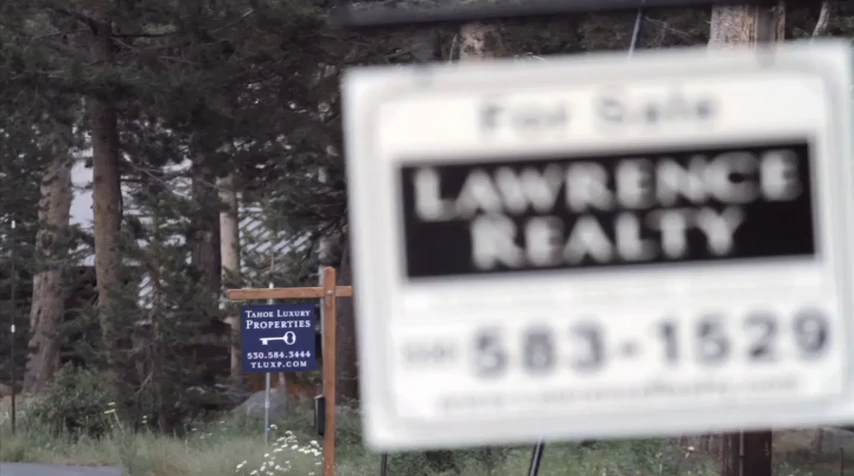 For Sale
LAWRENCE
REALTY
583-1529
TAHOE LUXURY
PROPERTIES
530.584.3444
TLUXP.COM